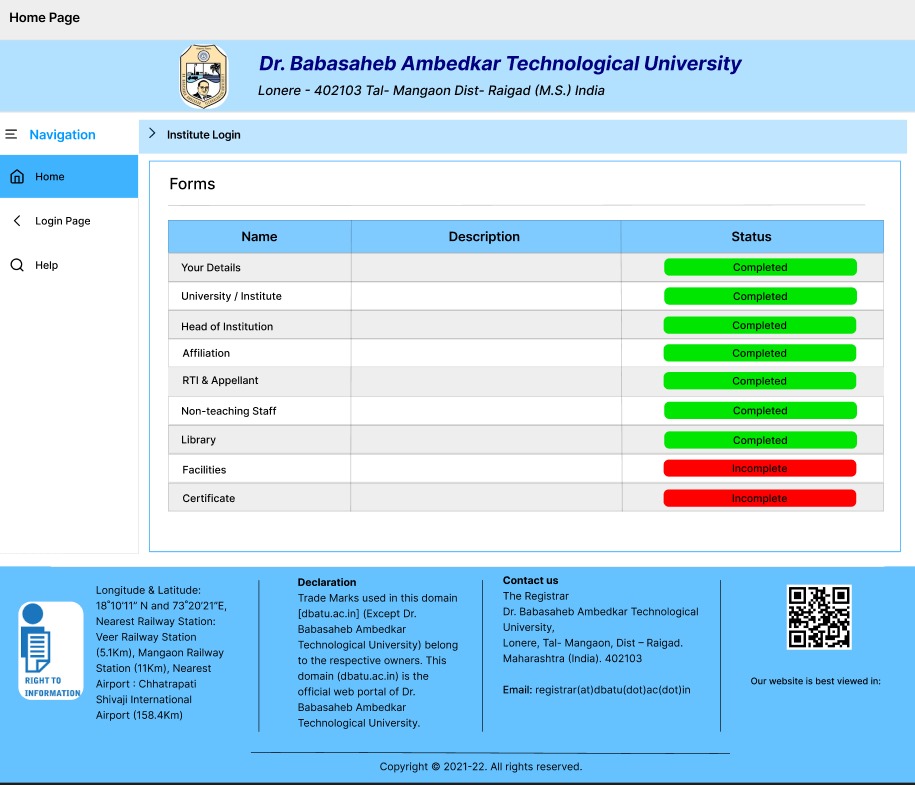 Home Page
Dr. Babasaheb Ambedkar Technological University
Lonere - 402103 Tal- Mangaon Dist- Raigad (M.S.) India
Navigation
Institute Login
Home
Login Page
Help
Forms
Name Description Status
Your Details Completed
University / Institute Completed
Head of Institution Completed
Affiliation Completed
RTI & Appellant Completed
Non-teaching Staff Completed
Library Completed
Facilities Incomplete
Certificate Incomplete
RIGHT TO
INFORMATION
Longitude & Latitude:
18°10'11” N and 73°20'21”E,
Nearest Railway Station:
Veer Railway Station
(5.1Km), Mangaon Railway
Station (11Km), Nearest
Airport : Chhatrapati
Shivaji International
Airport (158.4Km)
Declaration
Trade Marks used in this domain
[dbatu.ac.in] (Except Dr.
Babasaheb Ambedkar
Technological University) belong
to the respective owners. This
domain (dbatu.ac.in) is the
official web portal of Dr.
Babasaheb Ambedkar
Technological University.
Contact us
The Registrar
Dr. Babasaheb Ambedkar Technological
University,
Lonere, Tal- Mangaon, Dist – Raigad.
Maharashtra (India). 402103
Email: registrar(at)dbatu(dot)ac(dot)in
Our website is best viewed in:
Copyright © 2021-22. All rights reserved.